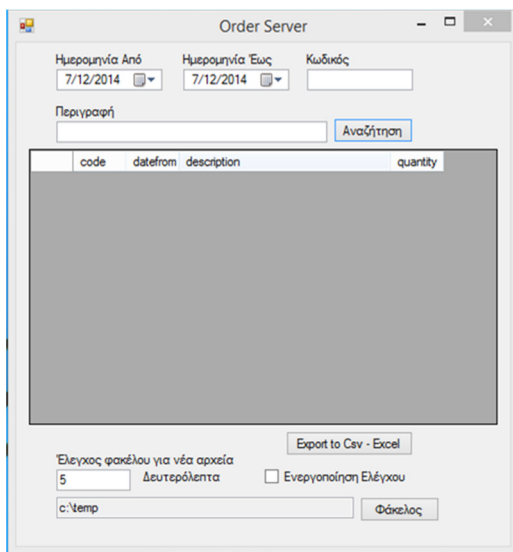 Order Server
Ημερομηνία Από Ημερομηνία Έως Κωδικός
7/12/2014 7/12/2014
Περιγραφή
Αναζήτηση
code datefrom description quantity
Export to Csv - Excel
Έλεγχος φακέλου για νέα αρχεία
5 Δευτερόλεπτα Ενεργοποίηση Ελέγχου
c:\temp Φάκελος